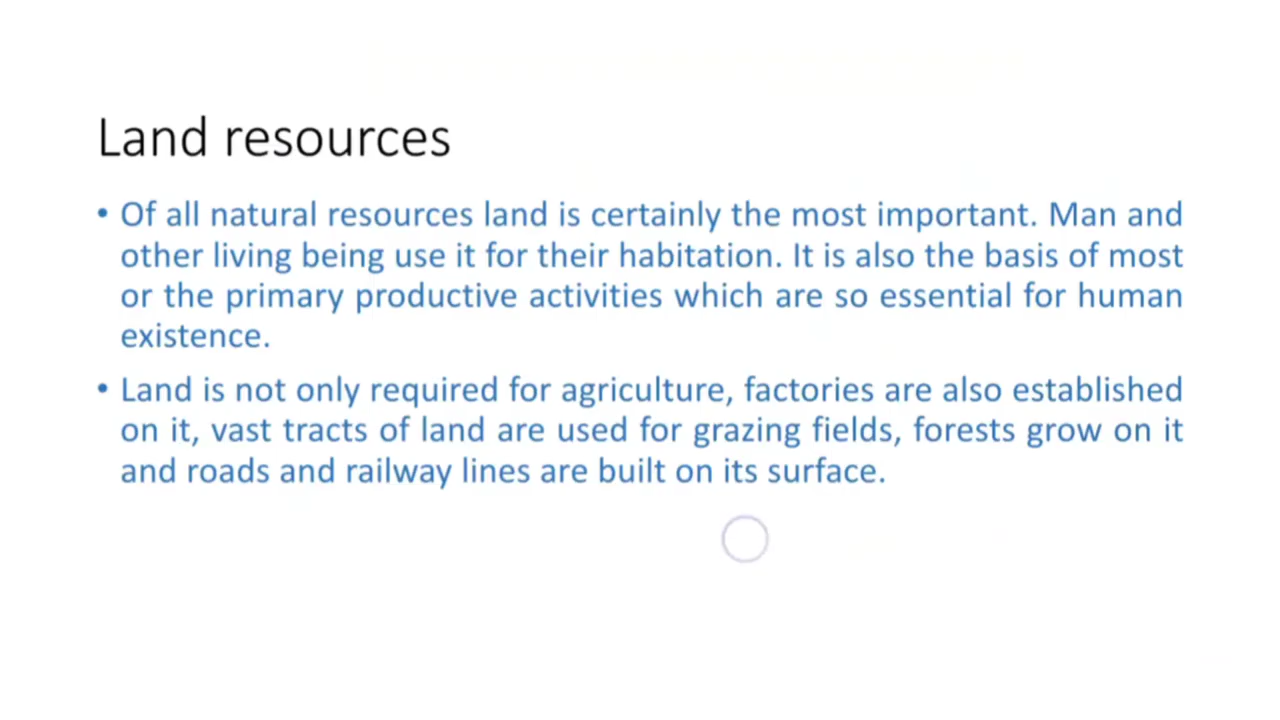 Land resources
• Of all natural resources land is certainly the most important. Man and
other living being use it for their habitation. It is also the basis of most
or the primary productive activities which are so essential for human
existence.
• Land is not only required for agriculture, factories are also established
on it, vast tracts of land are used for grazing fields, forests grow on it
and roads and railway lines are built on its surface.